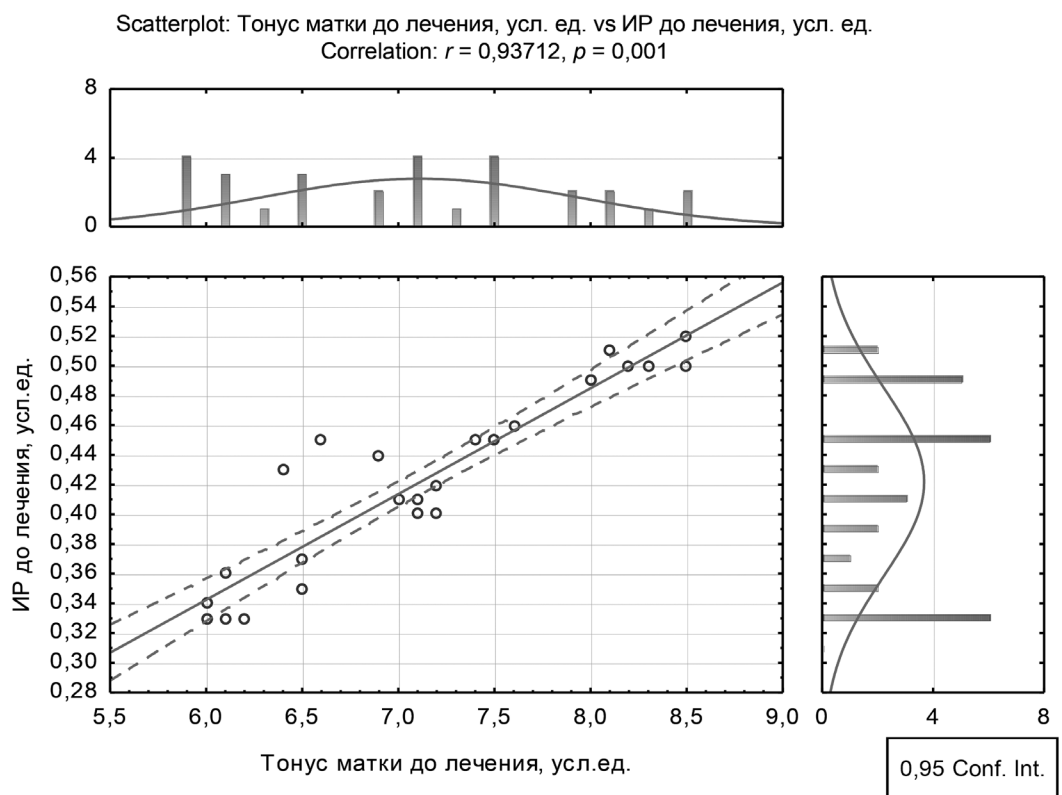 Scatterplot: Тонус матки до лечения, усл. ед. vs ИР до лечения, усл. ед.
Correlation: r = 0,93712, p = 0,001
8
4
0
0,56
0,54
0,52
0,50
0,48
0,46
0,44
0,42
0,40
0,38
0,36
0,34
0,32
0,30
0,28
ИР до лечения, усл.ед.
5,5 6,0 6,5 7,0 7,5 8,0 8,5 9,0
0 4 8
Тонус матки до лечения, усл.ед.
0,95 Conf. Int.